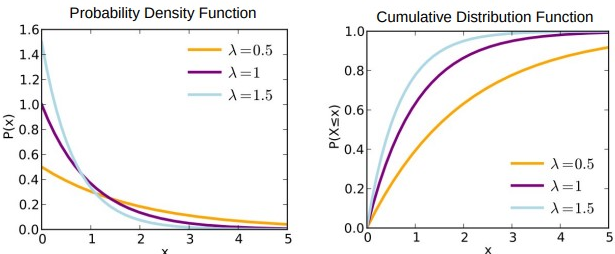 Probability Density Function
1.6
1.4
1.2
1.0
0.8
0.6
0.4
0.2
0.0
P(x)
λ=0.5
λ=1
λ=1.5
0 1 2 3 4 5
x
Cumulative Distribution Function
1.0
0.8
0.6
0.4
0.2
0.0
P(X≤x)
λ=0.5
λ=1
λ=1.5
0 1 2 3 4 5
x